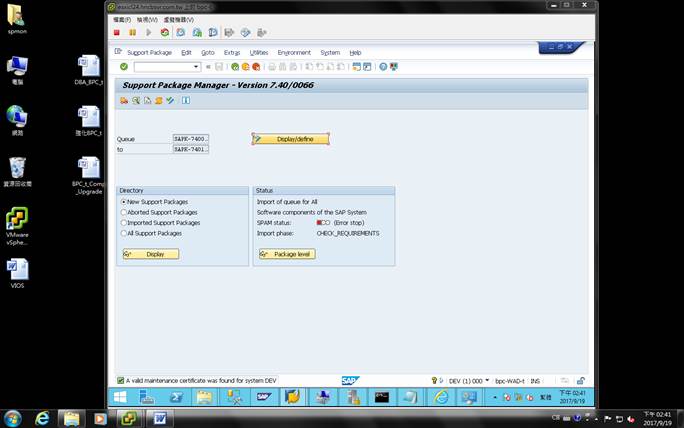 esxicl24.hncbsvr.com.tw 上的 bpc-
檔案(F) 檢視(W) 虛擬機器(V)
Support Package Edit Goto Extras Utilities Environment System Help
Support Package Manager - Version 7.40/0066
Queue SAPK-7400..
to SAPK-7401..
Display/define
Directory
New Support Packages
Aborted Support Packages
Imported Support Packages
All Support Packages
Display
Status
Import of queue for All
Software components of the SAP System
SPAM status: (Error stop)
Import phase: CHECK_REQUIREMENTS
Package level
A valid maintenance certificate was found for system DEV
SAP
DEV (1) 000
bpc-WAD-t
INS
繁體
下午 02:41
2017/9/19
spmon
電腦
DBA_BPC_t
網路
強化BPC_t
資源回收筒
BPC_t_Comp
_Upgrade
VMware
vSphe...
VIOS
CH
下午 02:41
2017/9/19